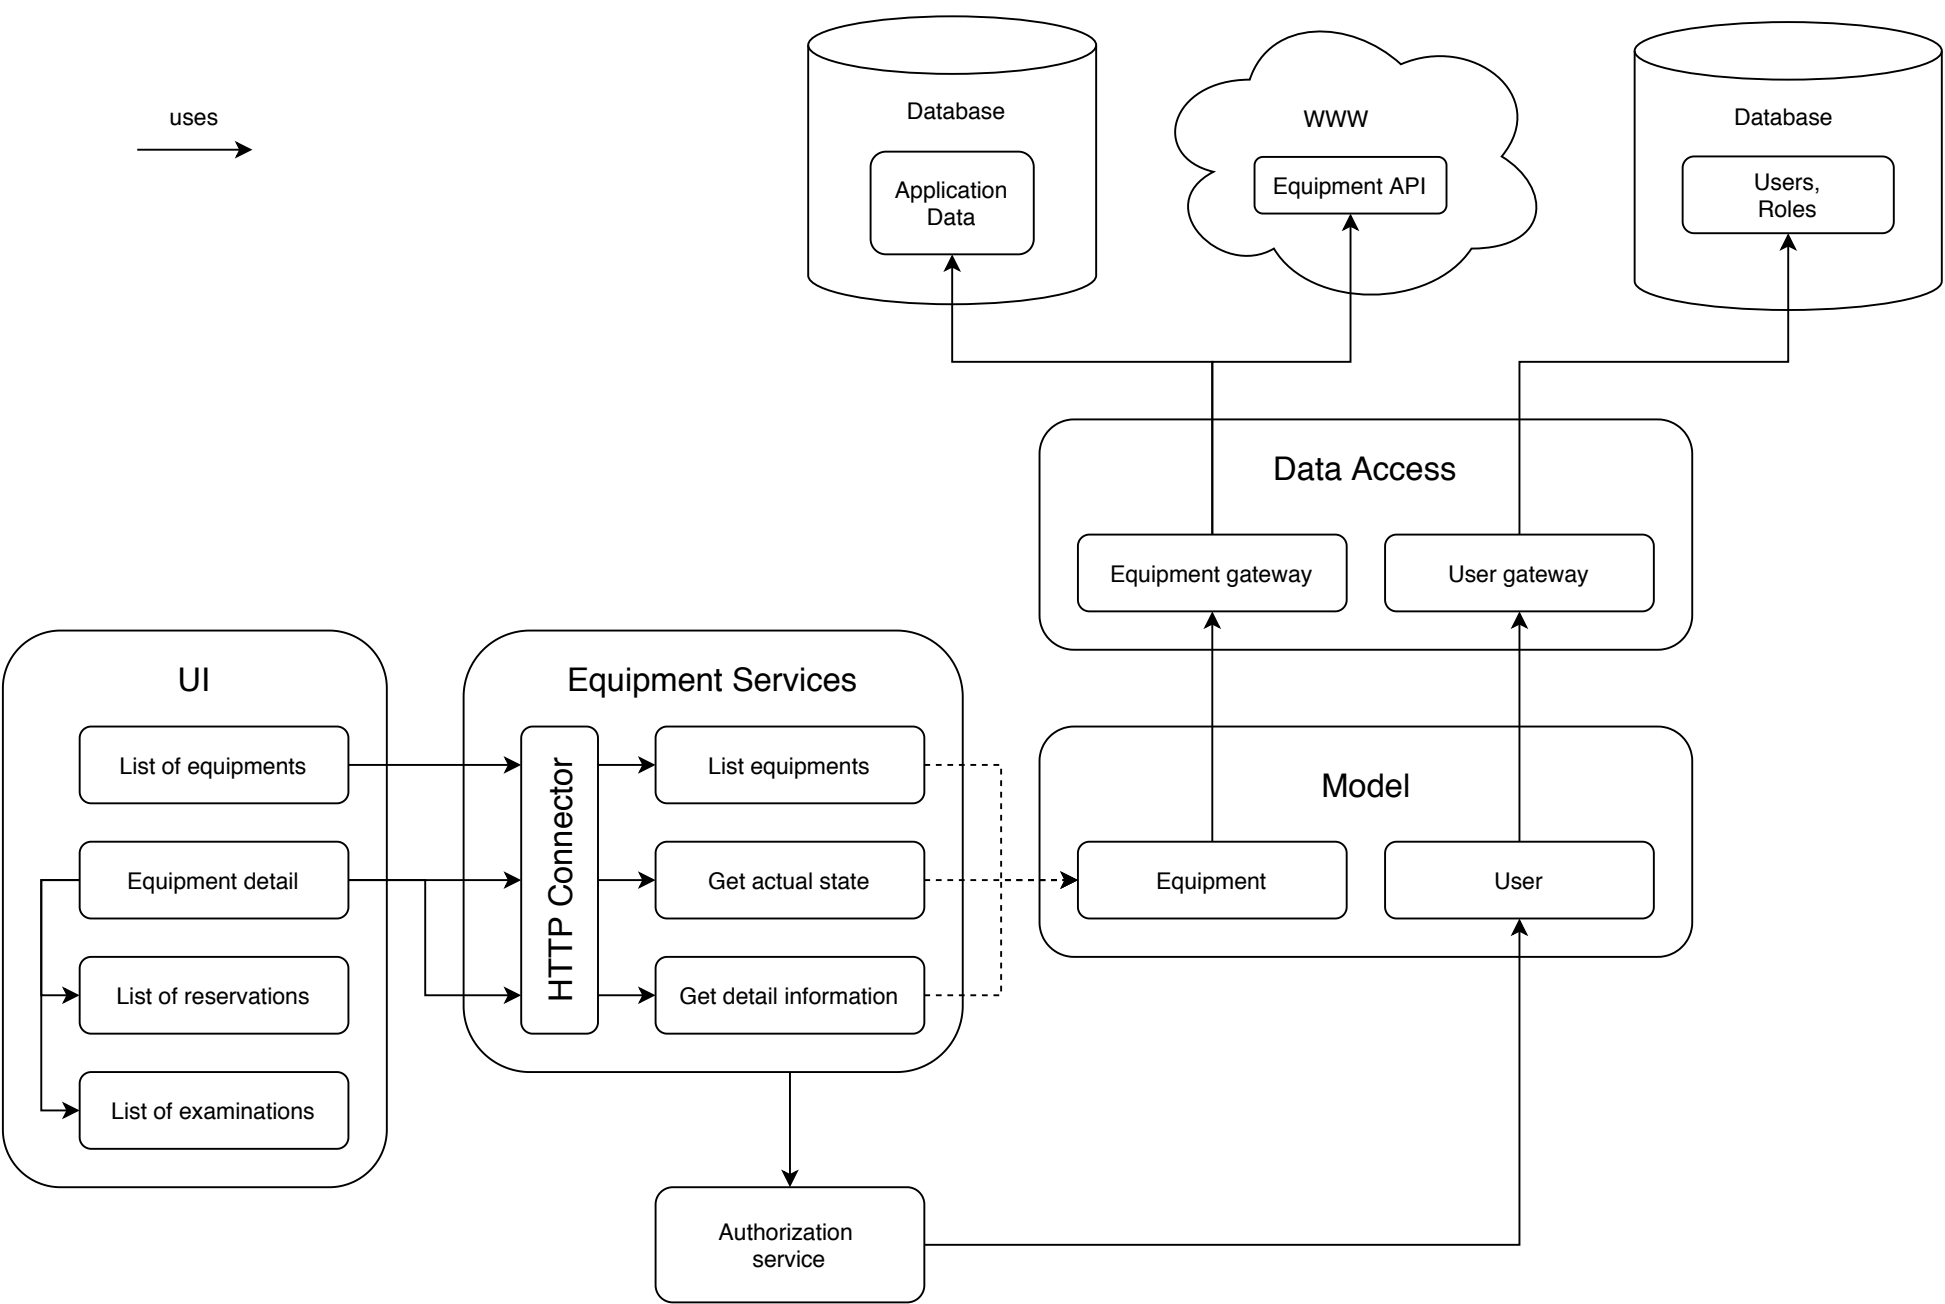 uses
Database
Application
Data
WWW
Equipment API
Database
Users,
Roles
Data Access
Equipment gateway
User gateway
UI
List of equipments
Equipment detail
List of reservations
List of examinations
Equipment Services
HTTP Connector
List equipments
Get actual state
Get detail information
Model
Equipment
User
Authorization
service